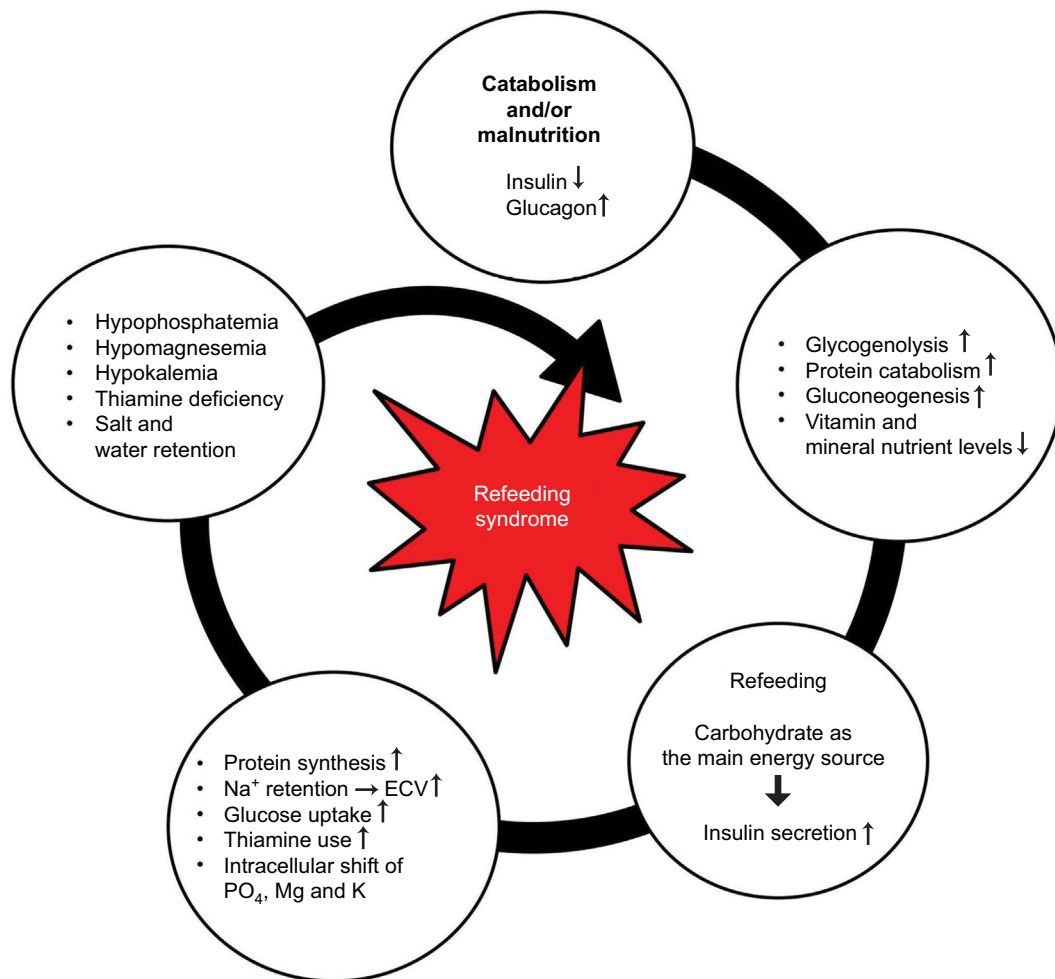 Catabolism
and/or
malnutrition
Insulin ↓
Glucagon ↑
• Glycogenolysis ↑
• Protein catabolism ↑
• Gluconeogenesis ↑
• Vitamin and
mineral nutrient levels ↓
Refeeding
Carbohydrate as
the main energy source
Insulin secretion ↑
• Protein synthesis ↑
• Na⁺ retention → ECV ↑
• Glucose uptake ↑
• Thiamine use ↑
• Intracellular shift of
PO₄, Mg and K
• Hypophosphatemia
• Hypomagnesemia
• Hypokalemia
• Thiamine deficiency
• Salt and
water retention
Refeeding
syndrome